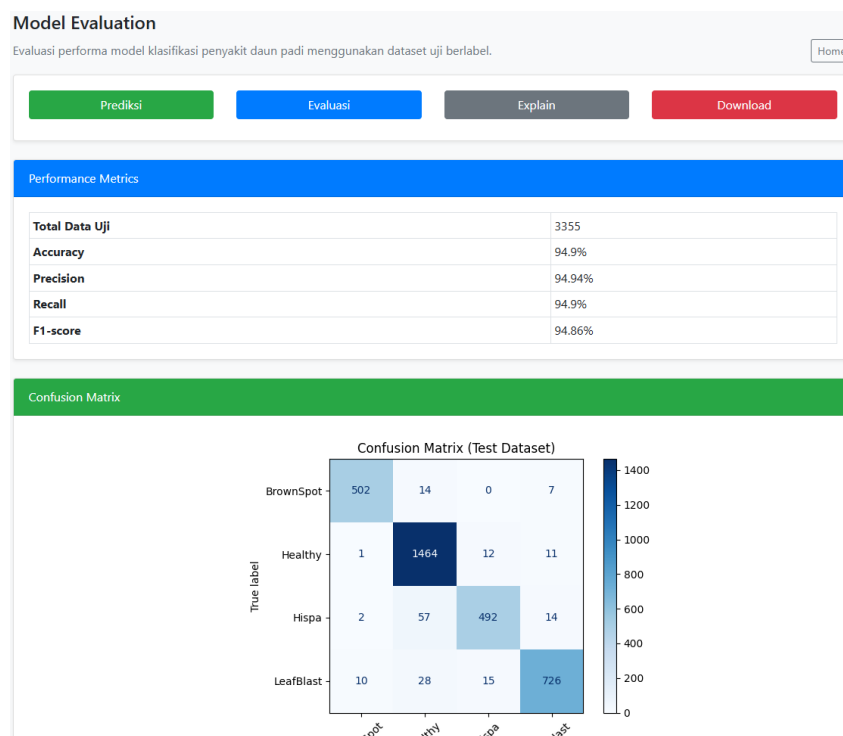 Model Evaluation
Evaluasi performa model klasifikasi penyakit daun padi menggunakan dataset uji berlabel.
Home
Prediksi Evaluasi Explain Download
Performance Metrics
Total Data Uji 3355
Accuracy 94.9%
Precision 94.94%
Recall 94.9%
F1-score 94.86%
Confusion Matrix
Confusion Matrix (Test Dataset)
BrownSpot 502 14 0 7
Healthy 1 1464 12 11
Hispa 2 57 492 14
LeafBlast 10 28 15 726
True label
1400
1200
1000
800
600
400
200
0